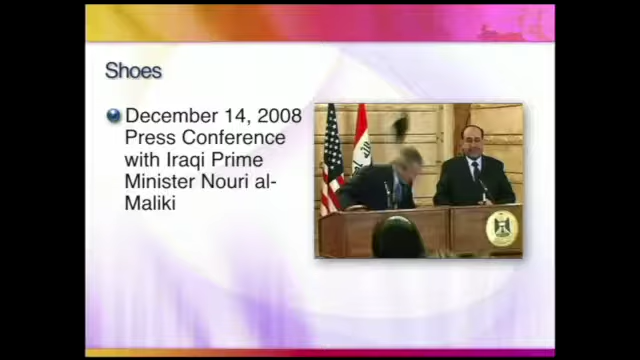 Shoes
December 14, 2008
Press Conference
with Iraqi Prime
Minister Nouri al-
Maliki